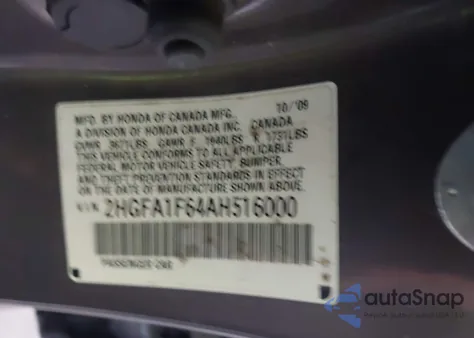 MFD. BY HONDA OF CANADA MFG., 10/'09
A DIVISION OF HONDA CANADA INC. CANADA
GVWR 3671LBS GAWR F 1940LBS R 1731LBS
THIS VEHICLE CONFORMS TO ALL APPLICABLE
FEDERAL MOTOR VEHICLE SAFETY, BUMPER,
AND THEFT PREVENTION STANDARDS IN EFFECT
ON THE DATE OF MANUFACTURE SHOWN ABOVE.
V.I.N. 2HGFA1F64AH516000
PASSENGER CAR
autaSnap